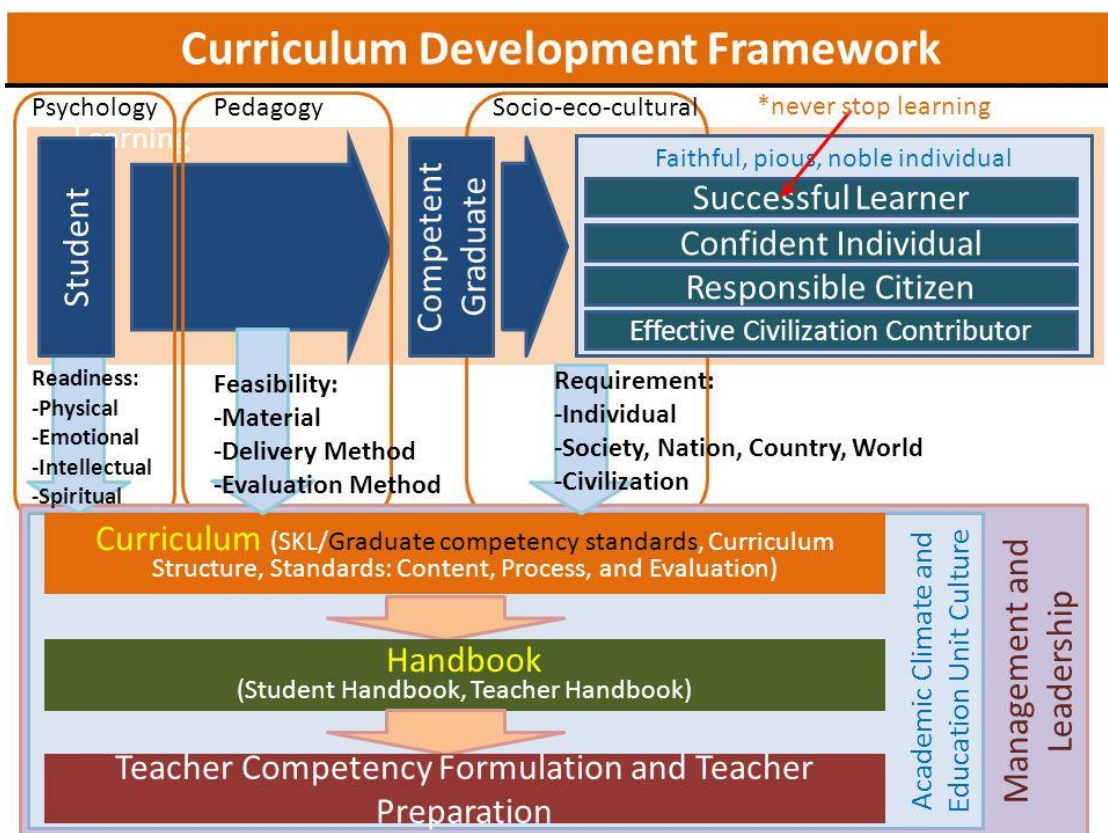 Curriculum Development Framework
Psychology
Pedagogy
Socio-eco-cultural
*never stop learning
Learning
Student
Competent
Graduate
Faithful, pious, noble individual
Successful Learner
Confident Individual
Responsible Citizen
Effective Civilization Contributor
Readiness:
-Physical
-Emotional
-Intellectual
-Spiritual
Feasibility:
-Material
-Delivery Method
-Evaluation Method
Requirement:
-Individual
-Society, Nation, Country, World
-Civilization
Curriculum (SKL/Graduate competency standards, Curriculum
Structure, Standards: Content, Process, and Evaluation)
Handbook
(Student Handbook, Teacher Handbook)
Teacher Competency Formulation and Teacher
Preparation
Academic Climate and
Education Unit Culture
Management and
Leadership